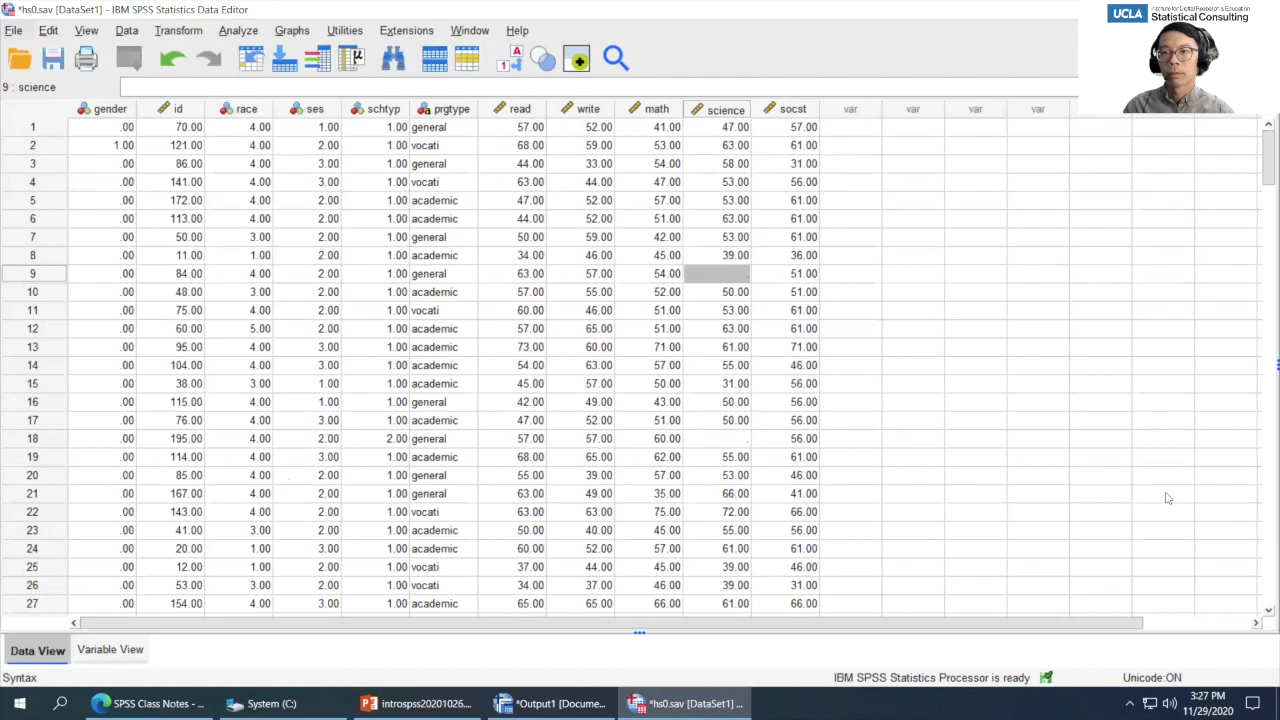 *hs0.sav [DataSet1] - IBM SPSS Statistics Data Editor
UCLA Institute for Digital Research & Education
Statistical Consulting
File Edit View Data Transform Analyze Graphs Utilities Extensions Window Help
9 : science
gender id race ses schtyp prgtype read write math science socst var var var var
1 .00 70.00 4.00 1.00 1.00 general 57.00 52.00 41.00 47.00 57.00
2 1.00 121.00 4.00 2.00 1.00 vocati 68.00 59.00 53.00 63.00 61.00
3 .00 86.00 4.00 3.00 1.00 general 44.00 33.00 54.00 58.00 31.00
4 .00 141.00 4.00 3.00 1.00 vocati 63.00 44.00 47.00 53.00 56.00
5 .00 172.00 4.00 2.00 1.00 academic 47.00 52.00 57.00 53.00 61.00
6 .00 113.00 4.00 2.00 1.00 academic 44.00 52.00 51.00 63.00 61.00
7 .00 50.00 3.00 2.00 1.00 general 50.00 59.00 42.00 53.00 61.00
8 .00 11.00 1.00 2.00 1.00 academic 34.00 46.00 45.00 39.00 36.00
9 .00 84.00 4.00 2.00 1.00 general 63.00 57.00 54.00 . 51.00
10 .00 48.00 3.00 2.00 1.00 academic 57.00 55.00 52.00 50.00 51.00
11 .00 75.00 4.00 2.00 1.00 vocati 60.00 46.00 51.00 53.00 61.00
12 .00 60.00 5.00 2.00 1.00 academic 57.00 65.00 51.00 63.00 61.00
13 .00 95.00 4.00 3.00 1.00 academic 73.00 60.00 71.00 61.00 71.00
14 .00 104.00 4.00 3.00 1.00 academic 54.00 63.00 57.00 55.00 46.00
15 .00 38.00 3.00 1.00 1.00 academic 45.00 57.00 50.00 31.00 56.00
16 .00 115.00 4.00 1.00 1.00 general 42.00 49.00 43.00 50.00 56.00
17 .00 76.00 4.00 3.00 1.00 academic 47.00 52.00 51.00 50.00 56.00
18 .00 195.00 4.00 2.00 2.00 general 57.00 57.00 60.00 . 56.00
19 .00 114.00 4.00 3.00 1.00 academic 68.00 65.00 62.00 55.00 61.00
20 .00 85.00 4.00 2.00 1.00 general 55.00 39.00 57.00 53.00 46.00
21 .00 167.00 4.00 2.00 1.00 general 63.00 49.00 35.00 66.00 41.00
22 .00 143.00 4.00 2.00 1.00 vocati 63.00 63.00 75.00 72.00 66.00
23 .00 41.00 3.00 2.00 1.00 academic 50.00 40.00 45.00 55.00 56.00
24 .00 20.00 1.00 3.00 1.00 academic 60.00 52.00 57.00 61.00 61.00
25 .00 12.00 1.00 2.00 1.00 vocati 37.00 44.00 45.00 39.00 46.00
26 .00 53.00 3.00 2.00 1.00 vocati 34.00 37.00 46.00 39.00 31.00
27 .00 154.00 4.00 3.00 1.00 academic 65.00 65.00 66.00 61.00 66.00
Data View Variable View
Syntax IBM SPSS Statistics Processor is ready Unicode:ON
SPSS Class Notes - ... System (C:) introspss20201026... *Output1 [Docume... *hs0.sav [DataSet1] ... 3:27 PM
11/29/2020